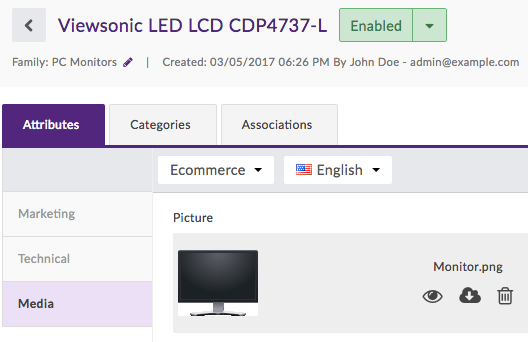 Viewsonic LED LCD CDP4737-L Enabled
Family: PC Monitors | Created: 03/05/2017 06:26 PM By John Doe - admin@example.com
Attributes Categories Associations
Ecommerce English
Marketing
Technical
Media
Picture
Monitor.png